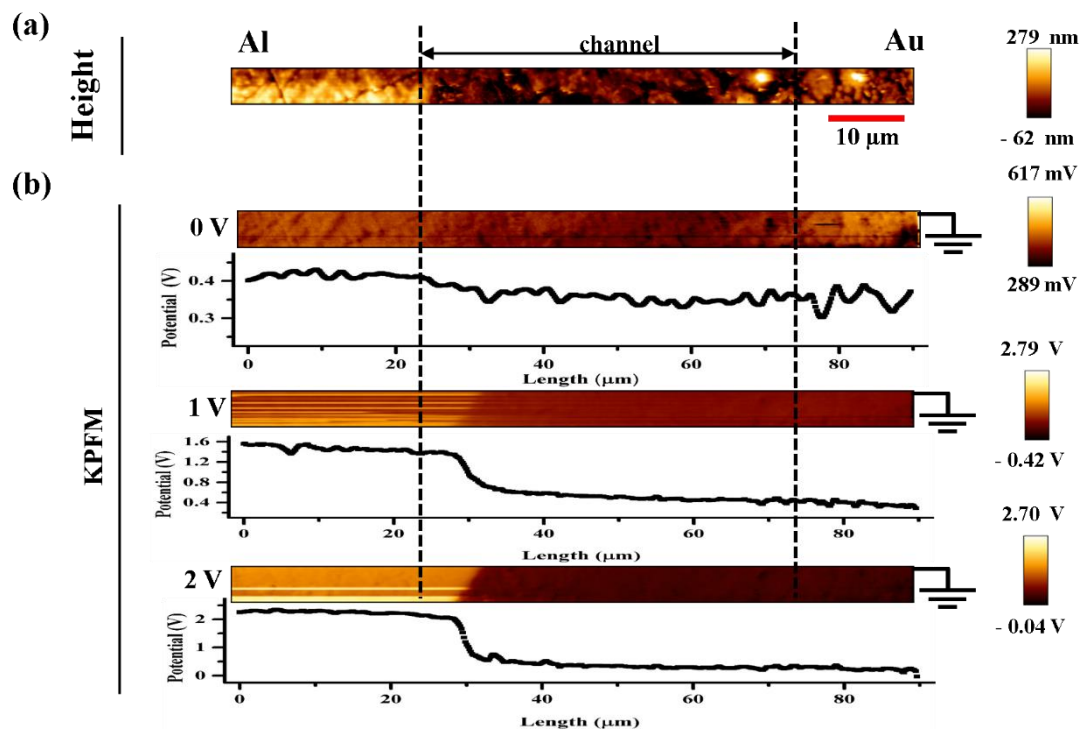 (a)
Height
Al
channel
Au
10 μm
279 nm
- 62 nm
(b)
KPFM
0 V
617 mV
289 mV
Potential (V)
0.4
0.3
0 20 40 60 80
Length (μm)
1 V
2.79 V
- 0.42 V
Potential (V)
1.6
1.2
0.8
0.4
0 20 40 60 80
Length (μm)
2 V
2.70 V
- 0.04 V
Potential (V)
2
1
0
0 20 40 60 80
Length (μm)